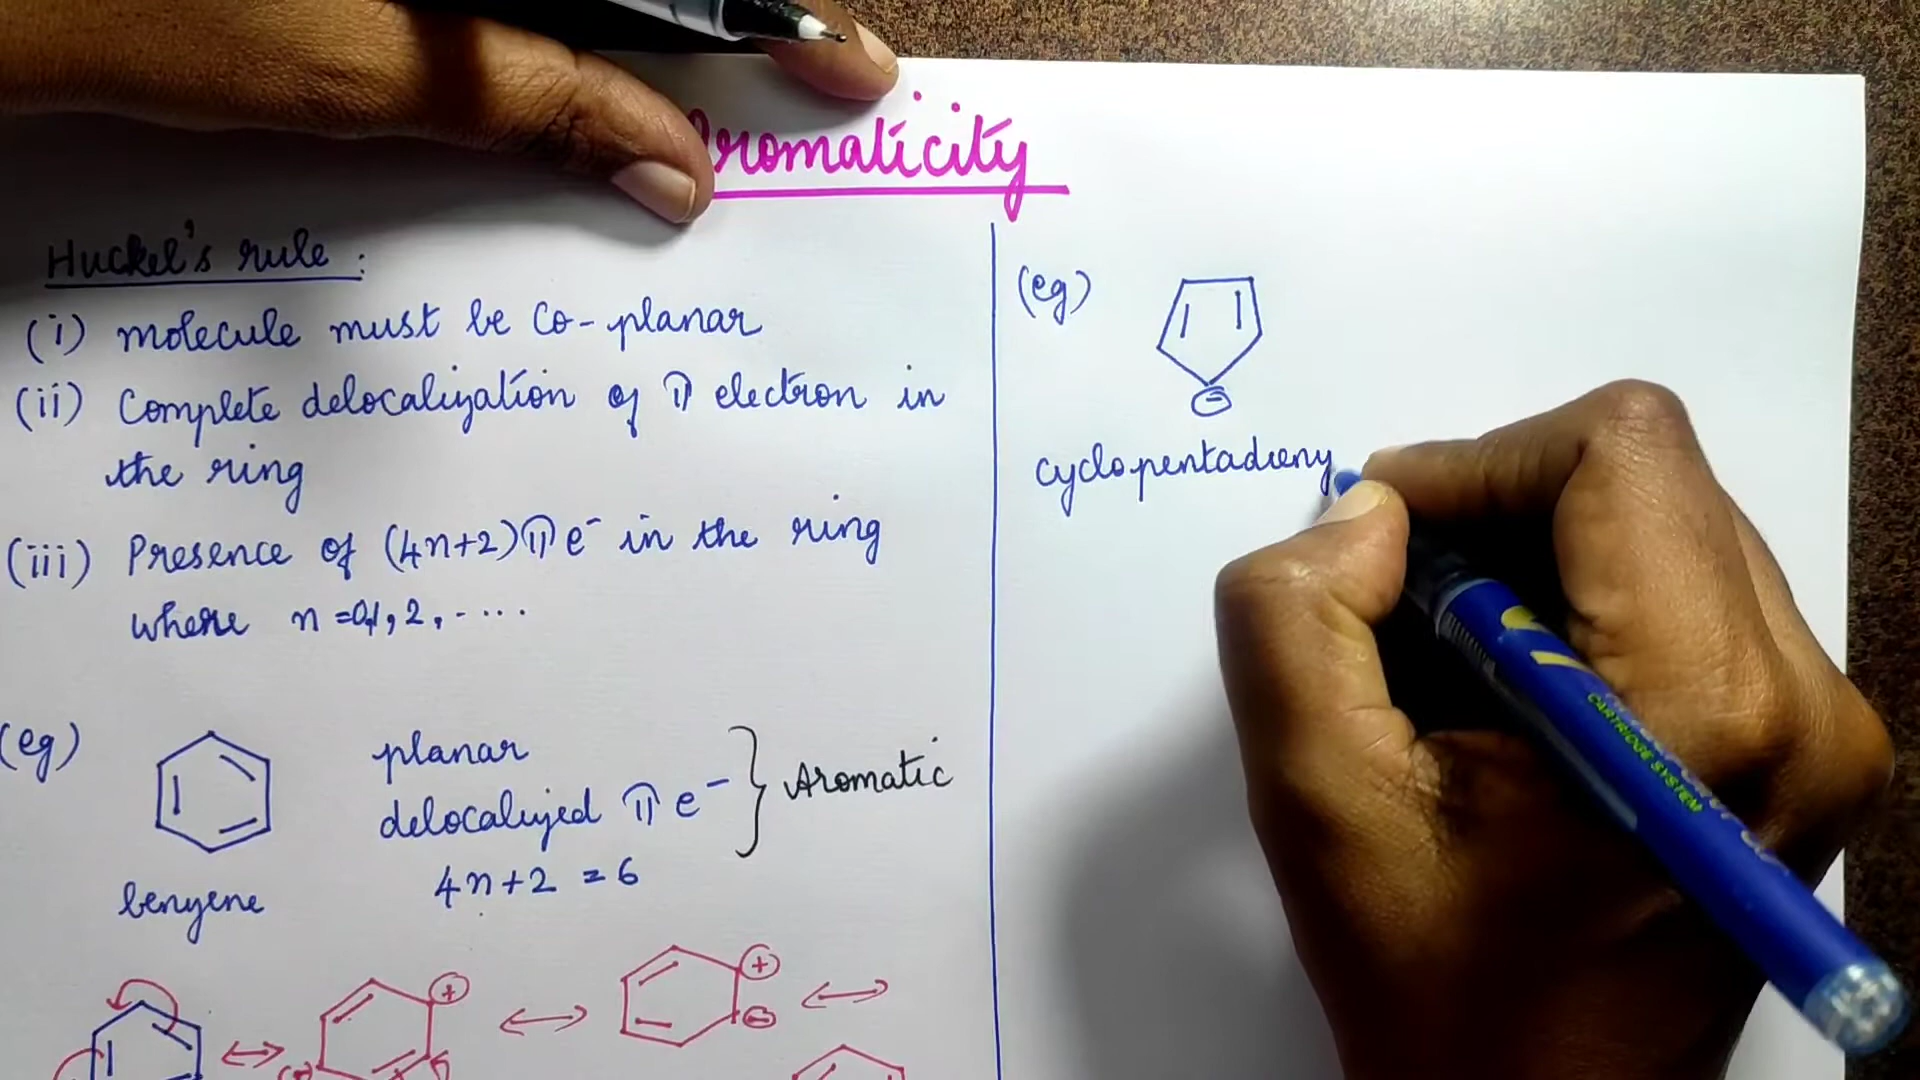 Aromaticity
Huckel's rule :
(i) molecule must be Co-planar
(ii) Complete delocalization of π electron in
the ring
(iii) Presence of (4n+2)π e⁻ in the ring
where n =0,1,2, - ....
(eg)
planar
delocalized π e⁻
4n+2 = 6
Aromatic
benzene
+
+
⊖
(eg)
⊖
cyclopentadieny
CARTRIDGE SYSTEM